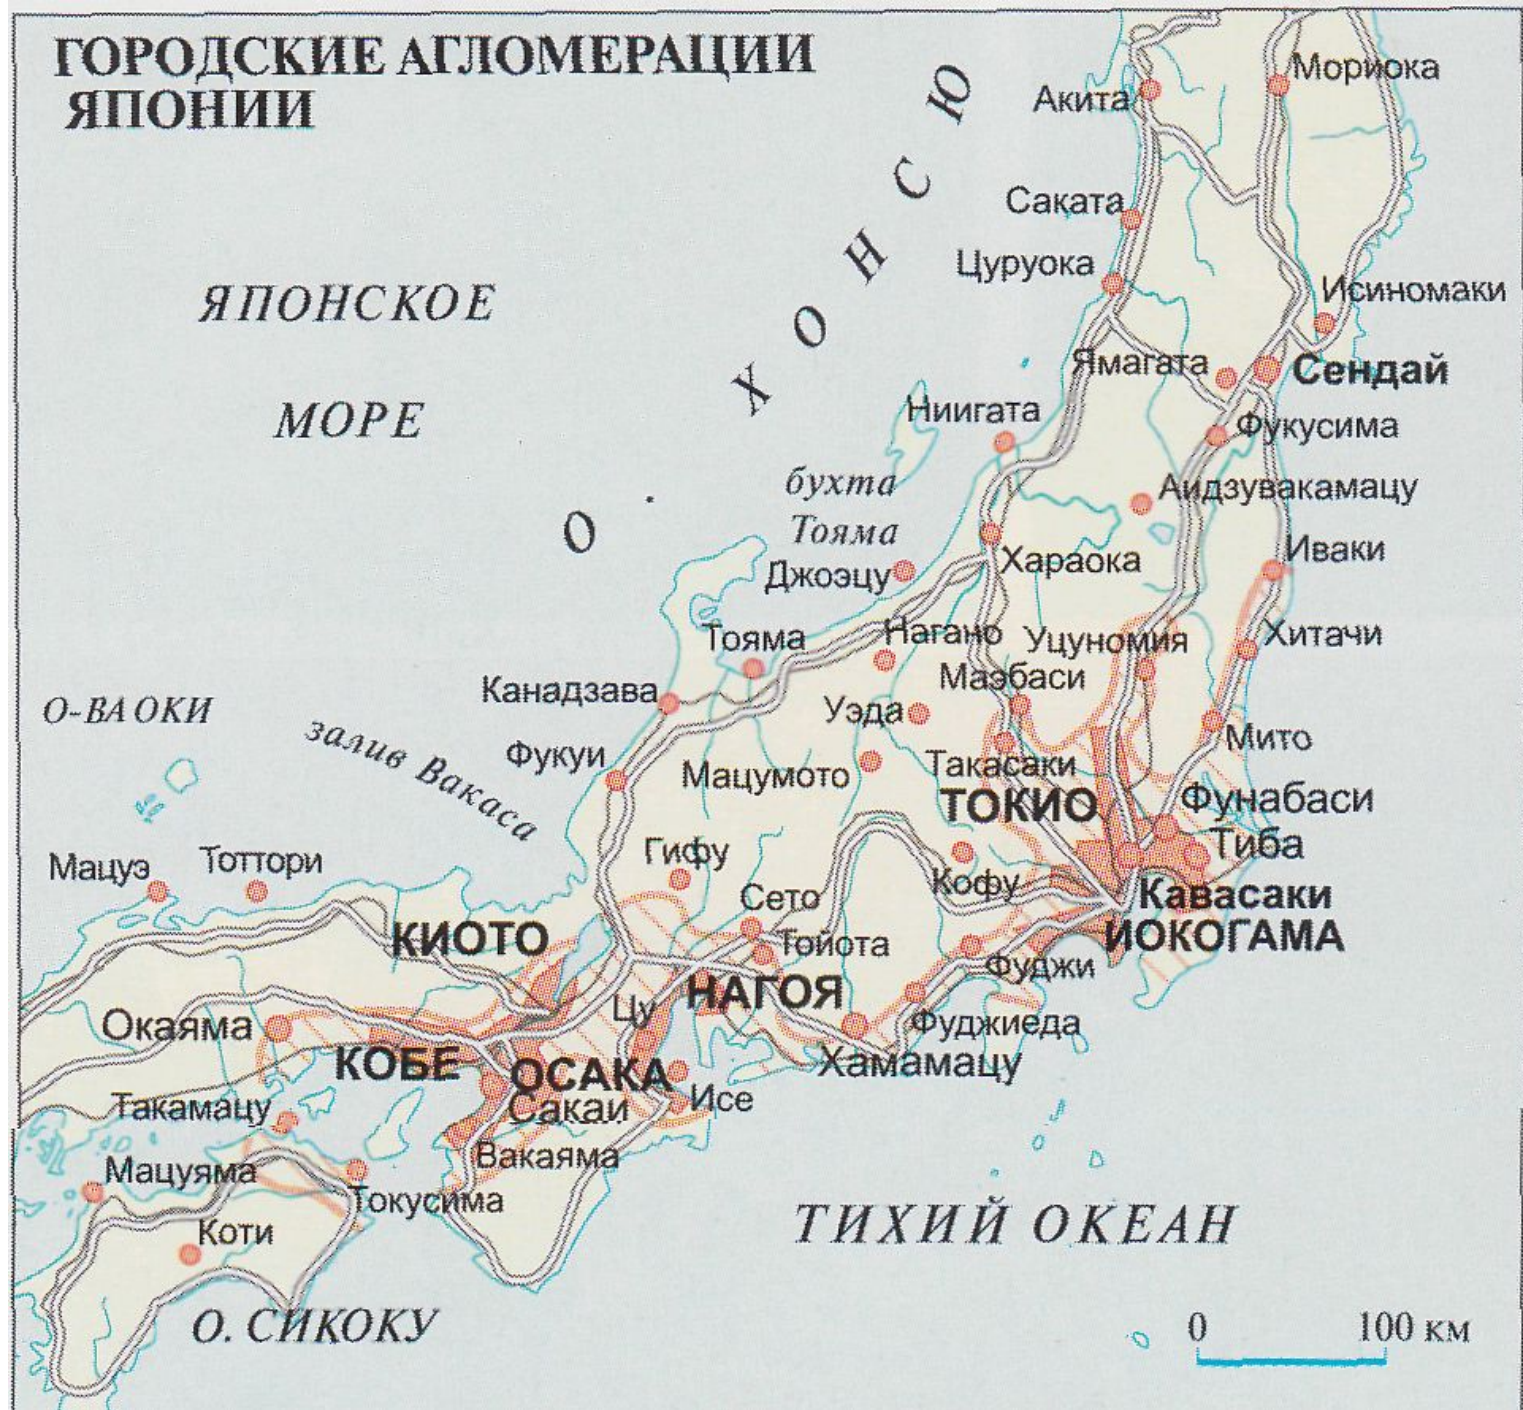 ГОРОДСКИЕ АГЛОМЕРАЦИИ
ЯПОНИИ
О. ХОНСЮ
Мориока
Акита
Саката
Цуруока
ЯПОНСКОЕ
МОРЕ
Исиномаки
Ямагата
Сендай
Ниигата
Фукусима
бухта
Тояма
Аидзувакамацу
Джоэцу
Хараока
Иваки
Тояма
Нагано
Уцуномия
Хитачи
Канадзава
Маэбаси
О-ВА ОКИ
залив Вакаса
Уэда
Фукуи
Мацумото
Такасаки
Мито
ТОКИО
Фунабаси
Мацуэ
Тоттори
Гифу
Тиба
Кофу
Сето
Кавасаки
КИОТО
Тойота
ЙОКОГАМА
Фуджи
НАГОЯ
Цу
Окаяма
Фуджиеда
КОБЕ
ОСАКА
Хамамацу
Такамацу
Сакаи
Исе
Мацуяма
Вакаяма
Токусима
Коти
ТИХИЙ ОКЕАН
О. СИКОКУ
0 100 км